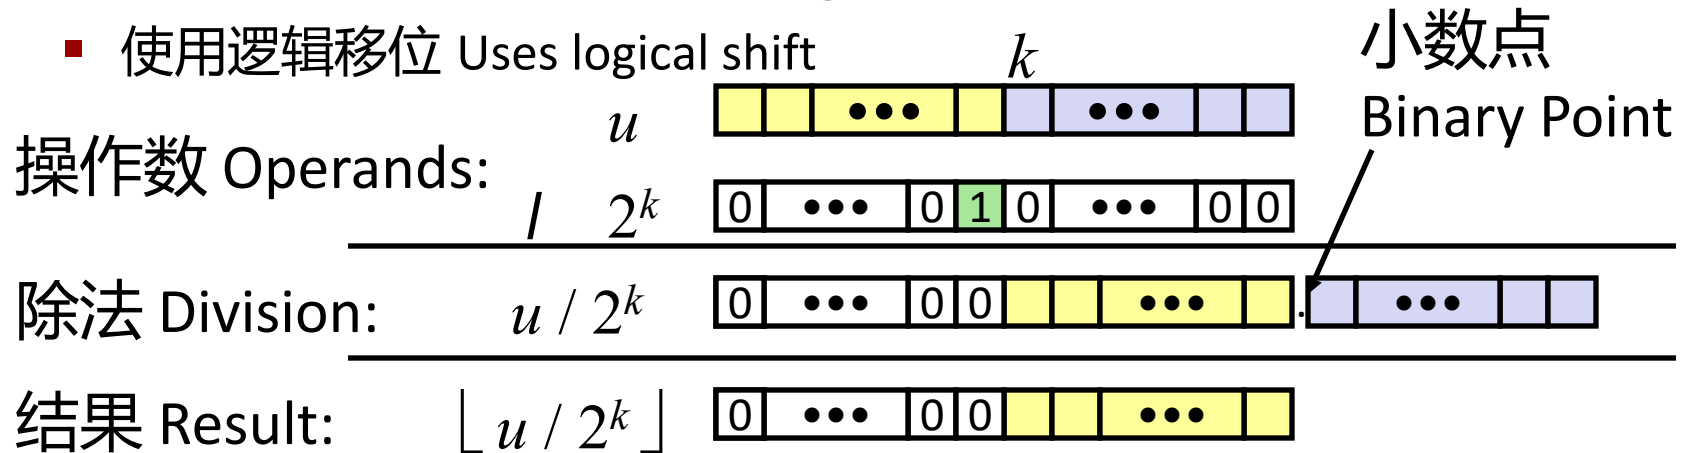 ▪ 使用逻辑移位 Uses logical shift
k
小数点
Binary Point
u ••• •••
操作数 Operands:
/ 2^k 0 ••• 0 1 0 ••• 0 0
除法 Division: u / 2^k 0 ••• 0 0 ••• . •••
结果 Result: ⌊ u / 2^k ⌋ 0 ••• 0 0 •••